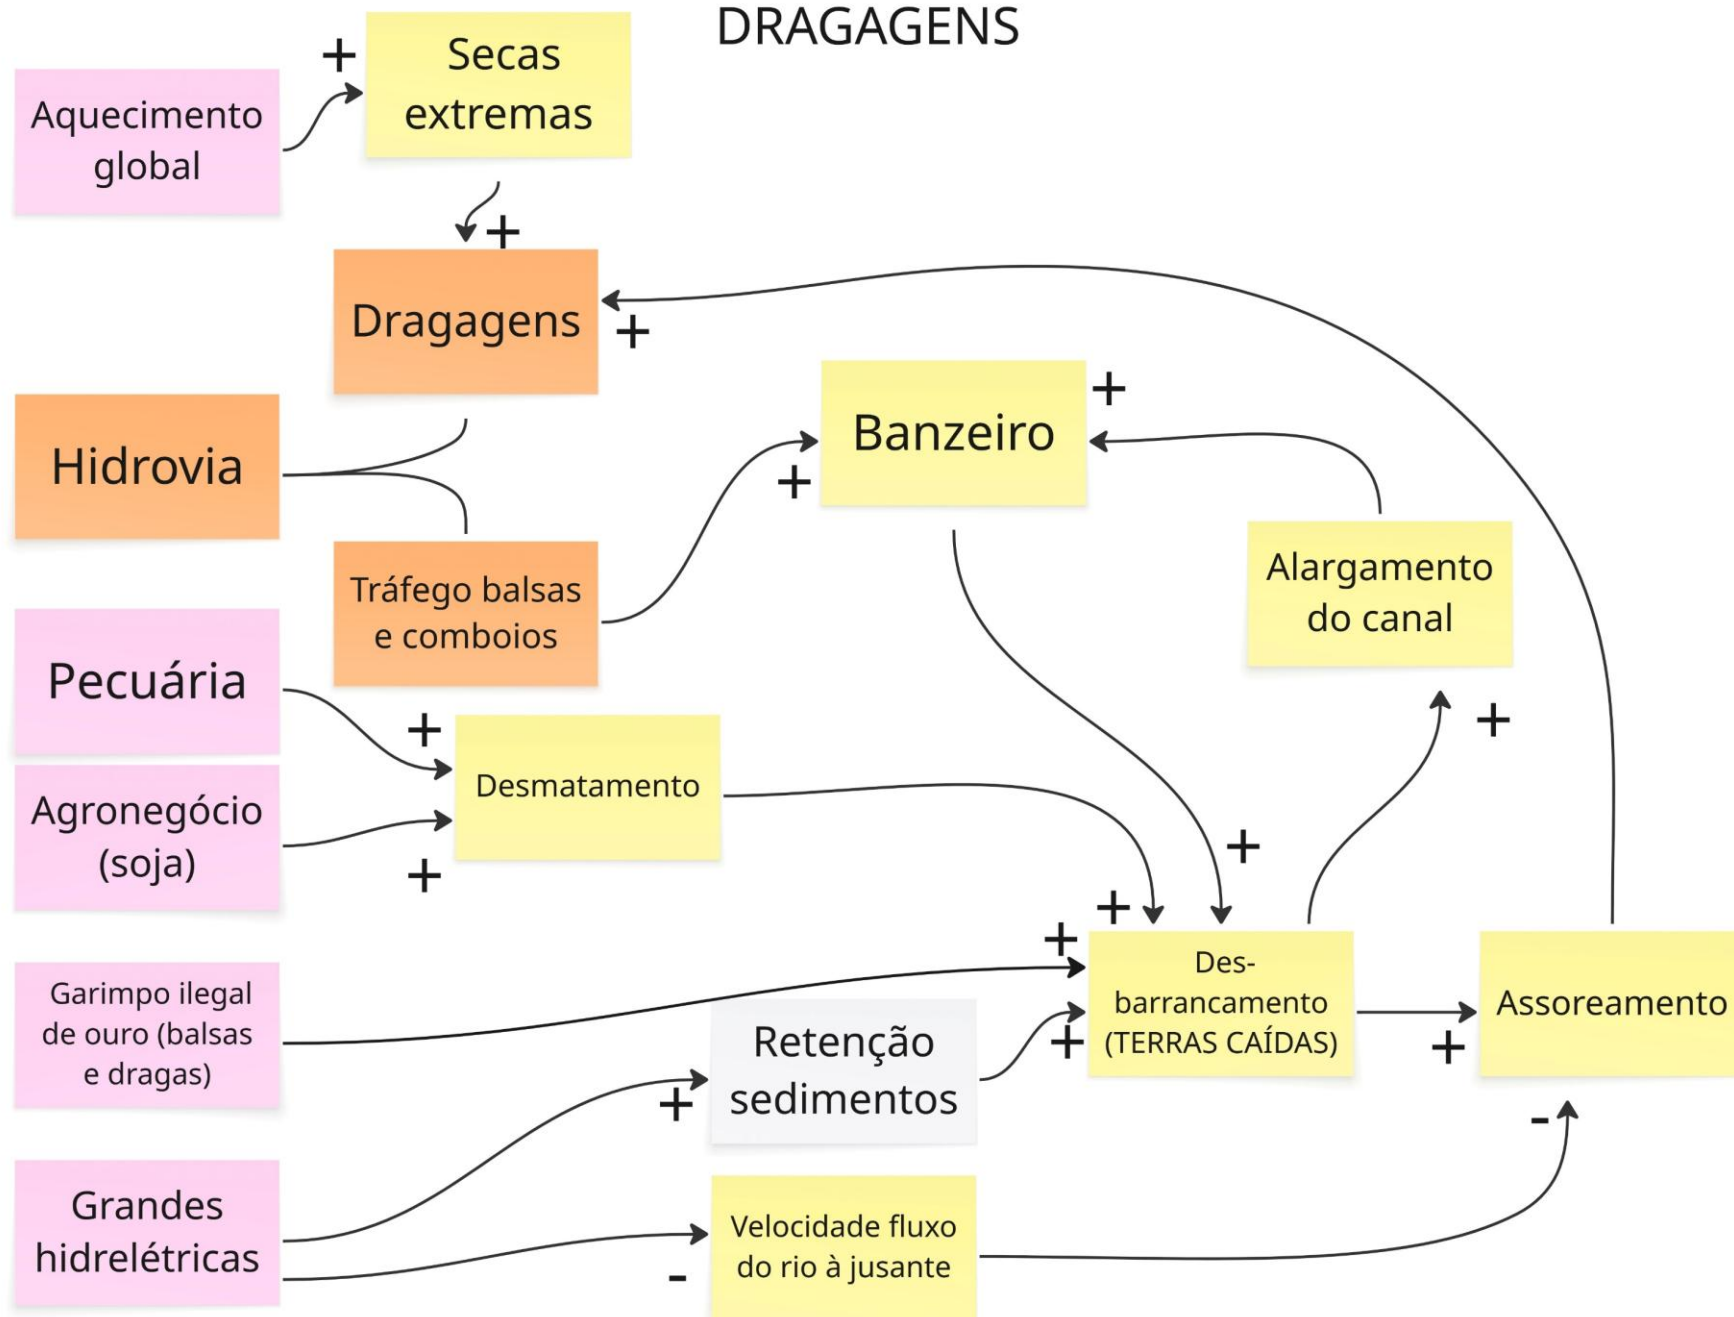 DRAGAGENS
+
Secas
extremas
Aquecimento
global
+
Dragagens
+
Hidrovia
Banzeiro
+
+
Tráfego balsas
e comboios
Alargamento
do canal
+
Pecuária
+
Desmatamento
Agronegócio
(soja)
+
+
+
+
Garimpo ilegal
de ouro (balsas
e dragas)
Des-
barrancamento
(TERRAS CAÍDAS)
+
+
Assoreamento
Retenção
sedimentos
+
-
Grandes
hidrelétricas
Velocidade fluxo
do rio à jusante
-